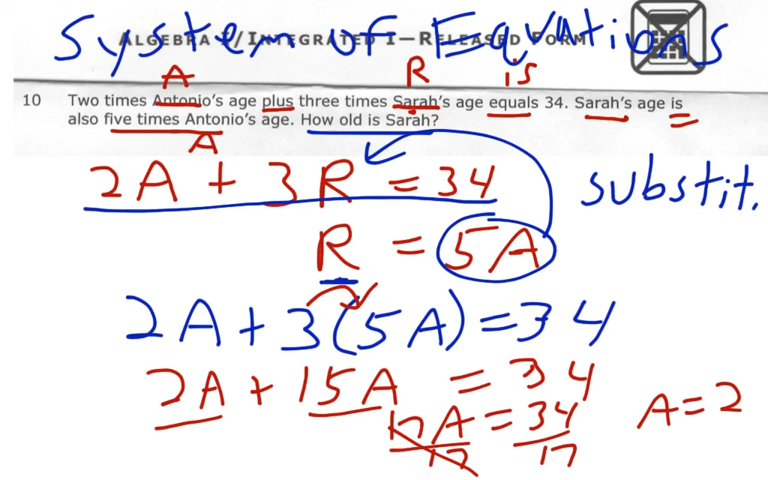 System of Equations
ALGEBRA I/INTEGRATED I—RELEASED FORM
A R is
10 Two times Antonio's age plus three times Sarah's age equals 34. Sarah's age is
also five times Antonio's age. How old is Sarah?
A
2A + 3R = 34 substit.
R = 5A
2A + 3(5A) = 34
2A + 15A = 34
17A = 34 A = 2
17 17